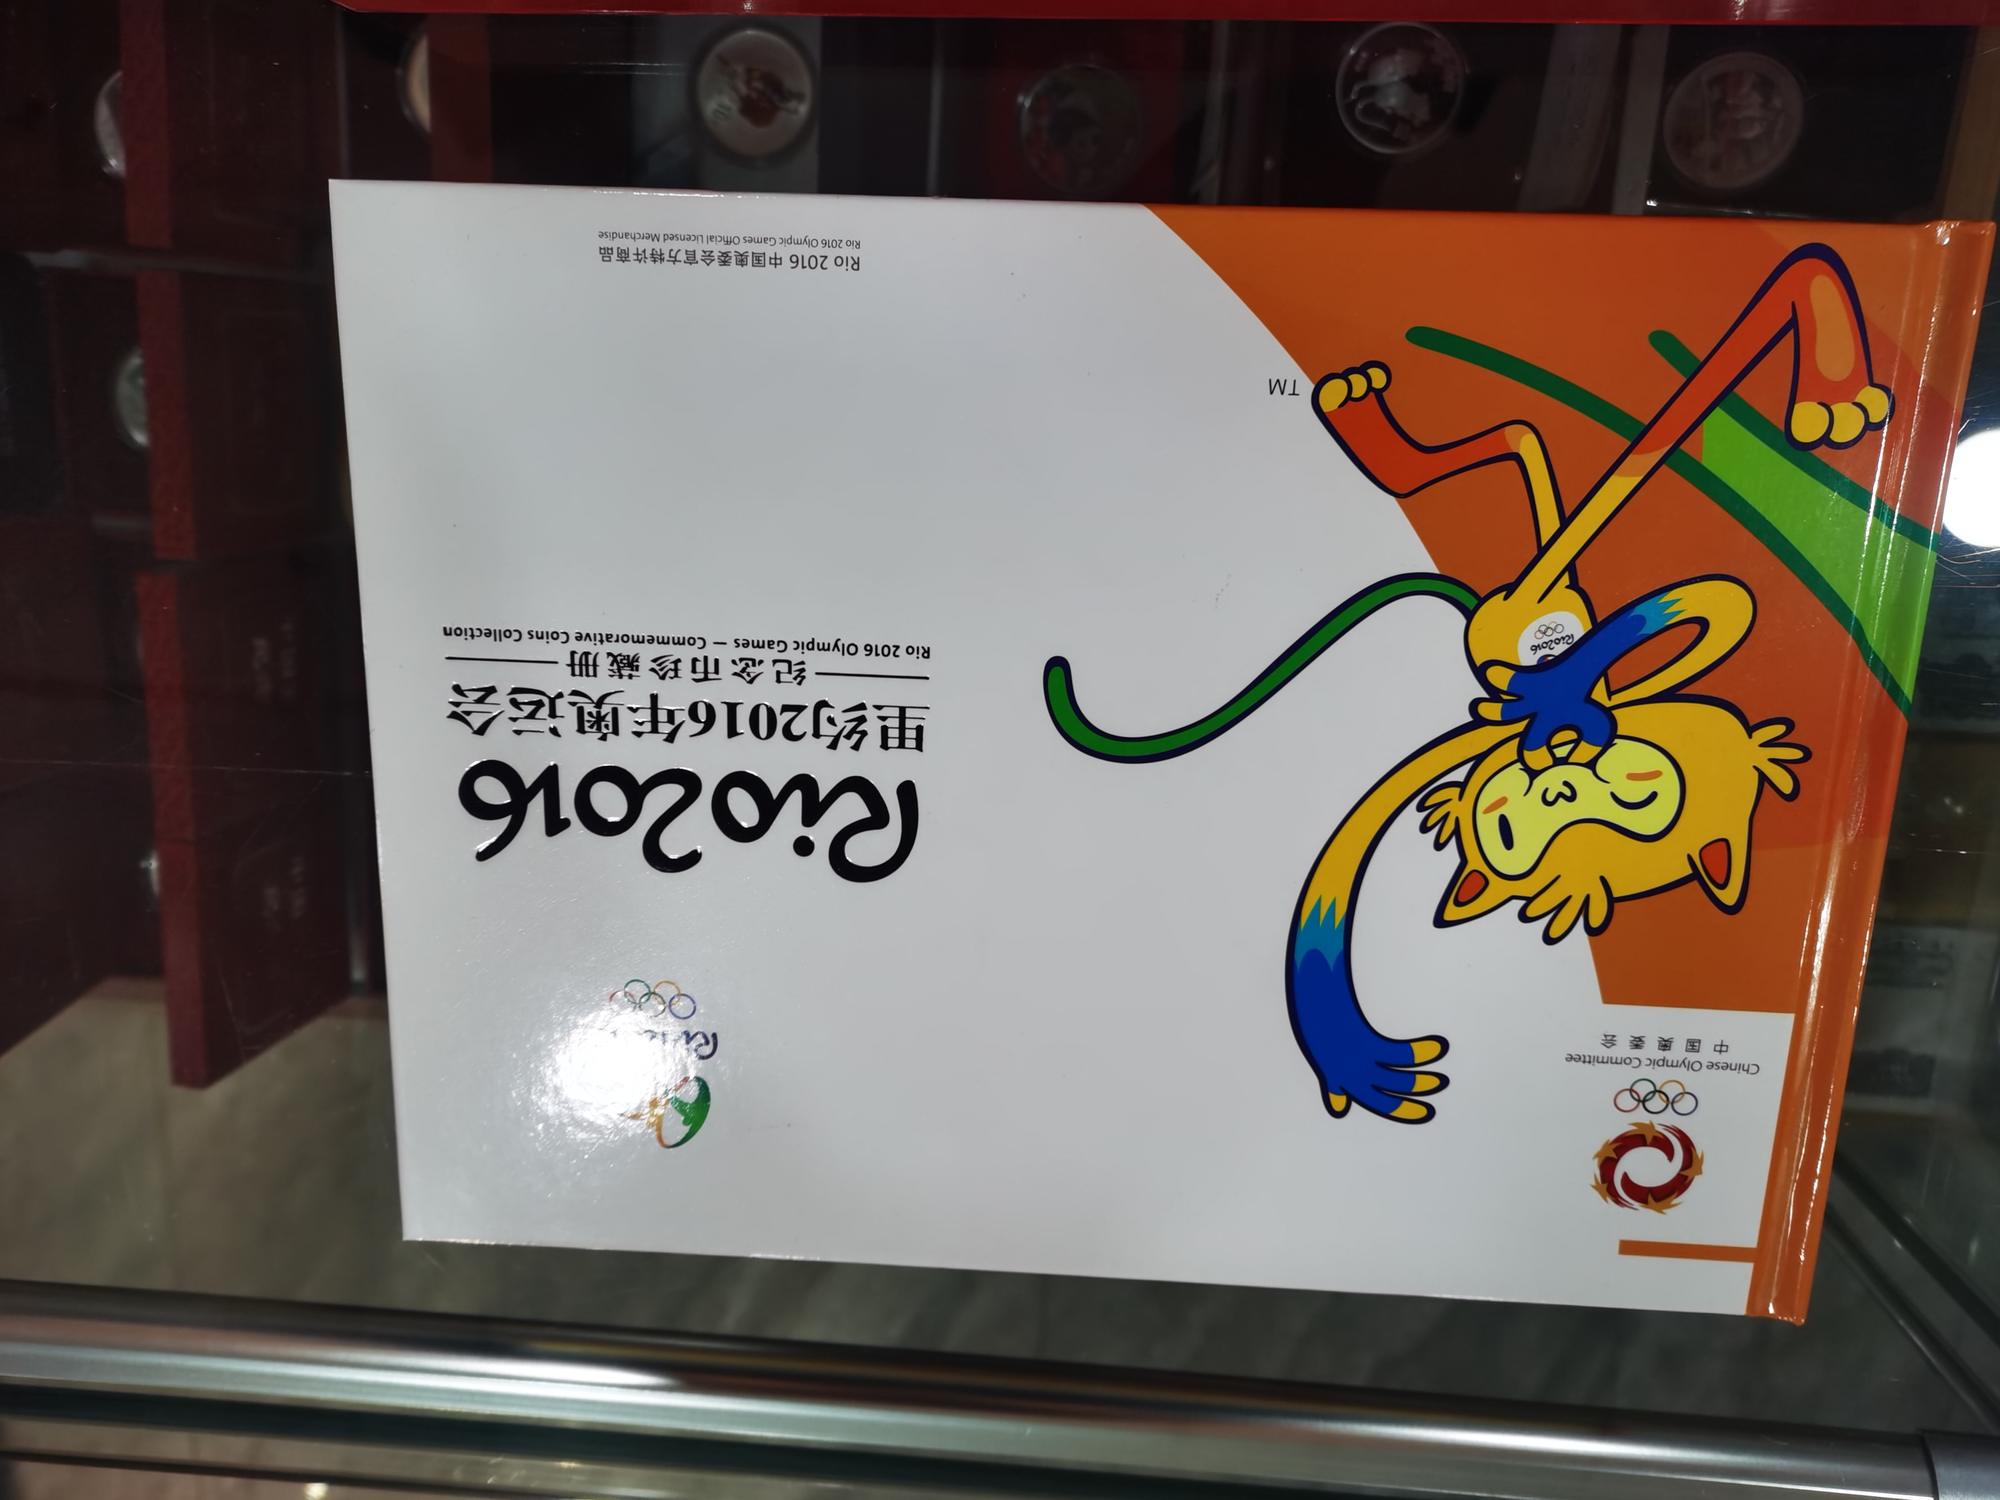 Chinese Olympic Committee
中国奥委会
Rio2016
Rio2016
里约2016年奥运会
纪念币珍藏册
Rio 2016 Olympic Games — Commemorative Coins Collection
Rio2016
TM
Rio 2016 中国奥委会官方特许商品
Rio 2016 Olympic Games Official Licensed Merchandise